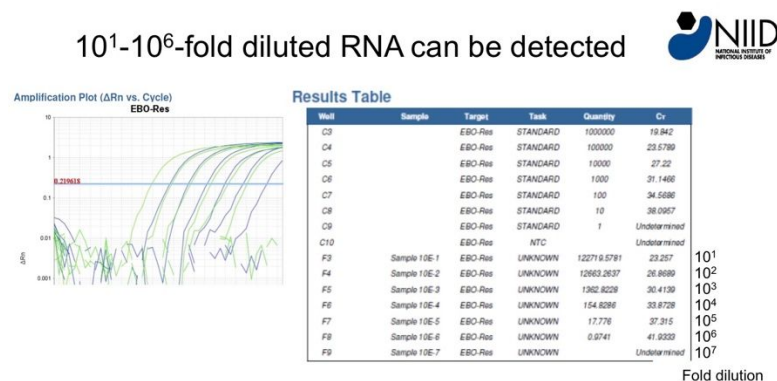 10¹-10⁶-fold diluted RNA can be detected
NIID
NATIONAL INSTITUTE OF
INFECTIOUS DISEASES
Amplification Plot (ΔRn vs. Cycle)
EBO-Res
10
1
0.219618
0.1
0.01
0.001
ΔRn
Results Table
Well Sample Target Task Quantity Cт
C3 EBO-Res STANDARD 1000000 19.842
C4 EBO-Res STANDARD 100000 23.5789
C5 EBO-Res STANDARD 10000 27.22
C6 EBO-Res STANDARD 1000 31.1466
C7 EBO-Res STANDARD 100 34.5686
C8 EBO-Res STANDARD 10 38.0957
C9 EBO-Res STANDARD 1 Undetermined
C10 EBO-Res NTC Undetermined
F3 Sample 10E-1 EBO-Res UNKNOWN 122719.5781 23.257 10¹
F4 Sample 10E-2 EBO-Res UNKNOWN 12663.2637 26.8689 10²
F5 Sample 10E-3 EBO-Res UNKNOWN 1362.8228 30.4139 10³
F6 Sample 10E-4 EBO-Res UNKNOWN 154.8286 33.8728 10⁴
F7 Sample 10E-5 EBO-Res UNKNOWN 17.776 37.315 10⁵
F8 Sample 10E-6 EBO-Res UNKNOWN 0.9741 41.9333 10⁶
F9 Sample 10E-7 EBO-Res UNKNOWN Undetermined 10⁷
Fold dilution